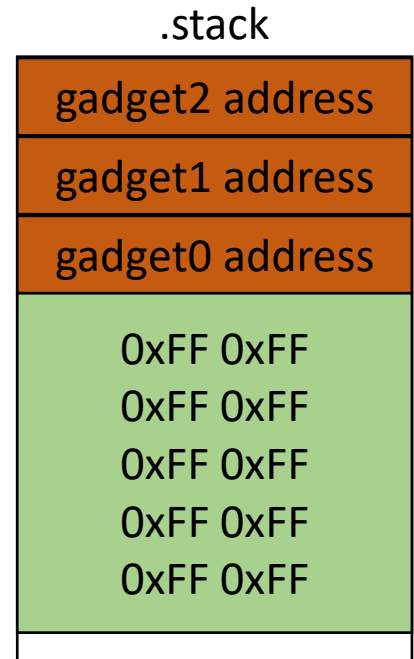 .stack
gadget2 address
gadget1 address
gadget0 address
0xFF 0xFF
0xFF 0xFF
0xFF 0xFF
0xFF 0xFF
0xFF 0xFF